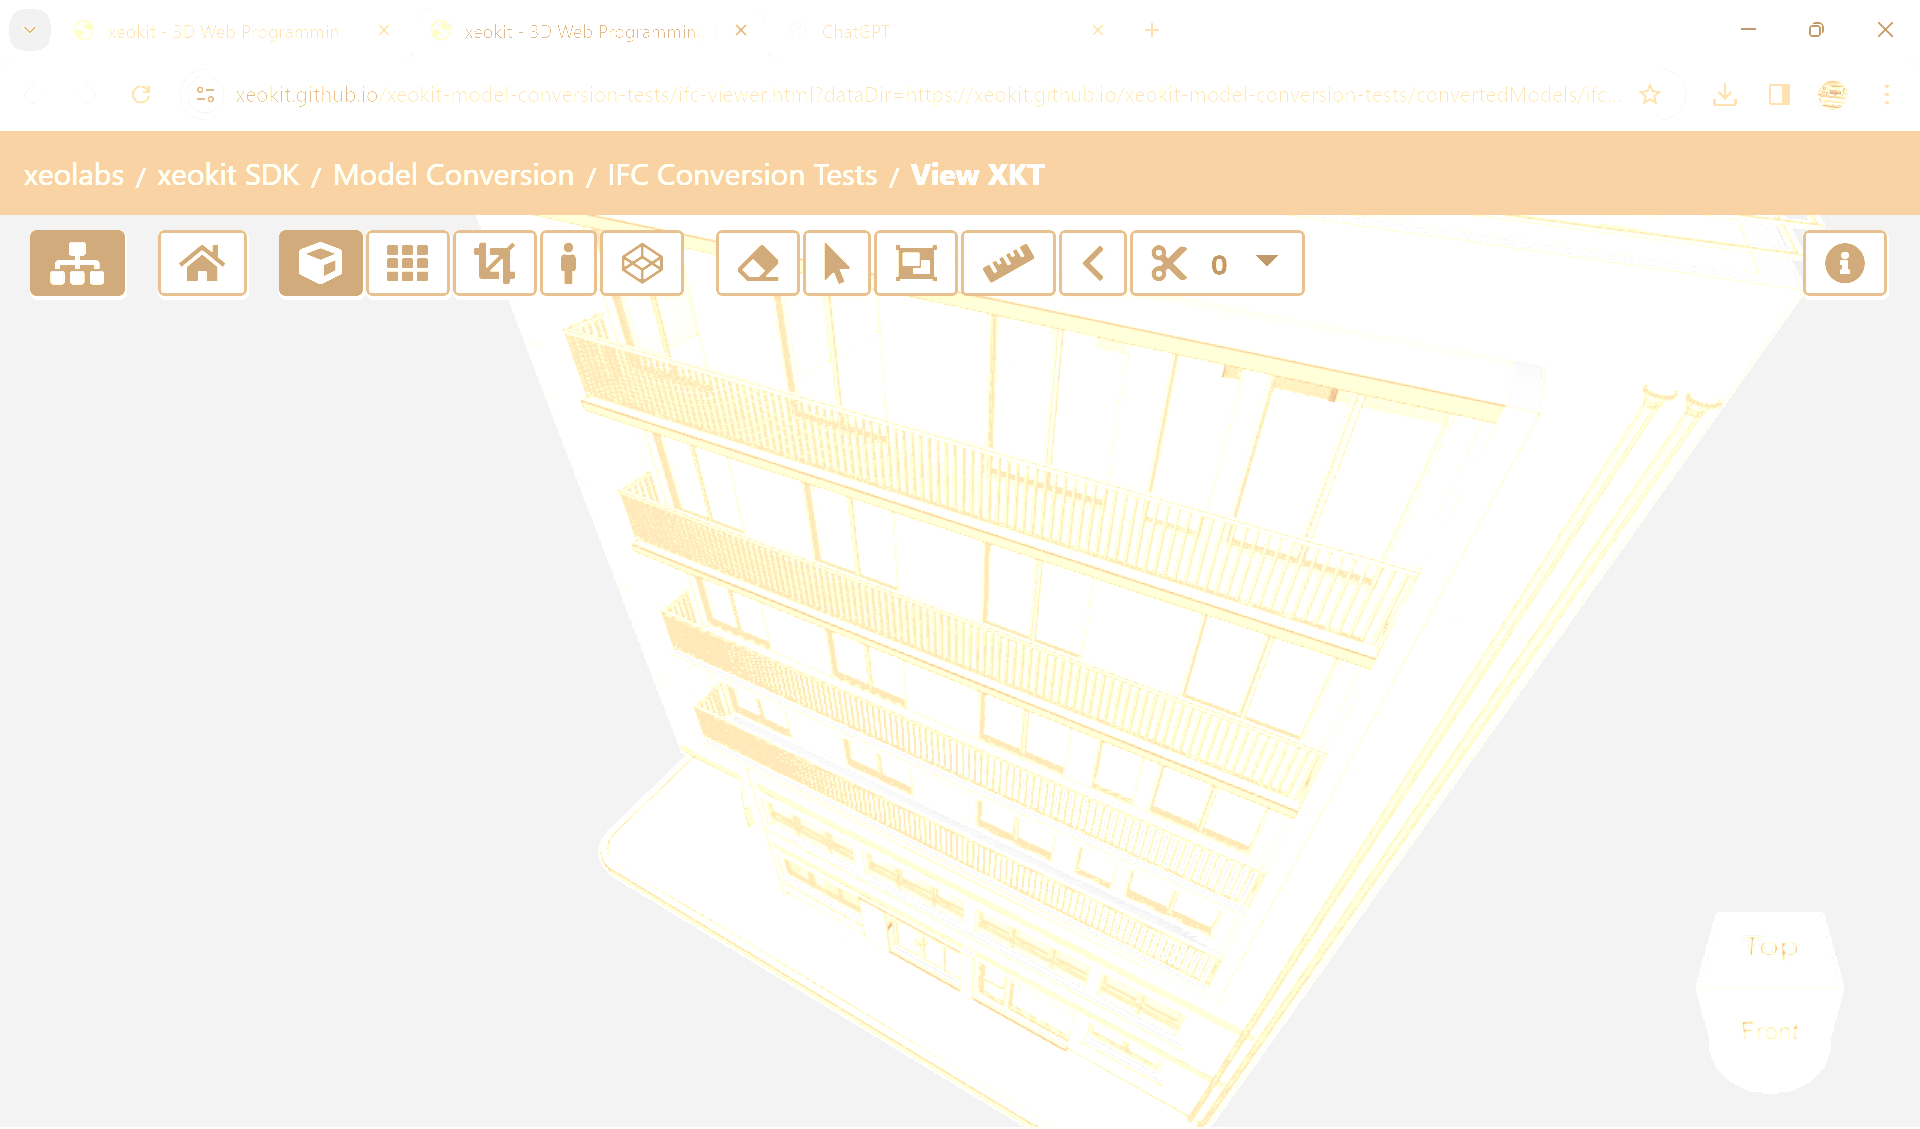 xeokit - 3D Web Programmin
xeokit - 3D Web Programmin
ChatGPT
xeokit.github.io/xeokit-model-conversion-tests/ifc-viewer.html?dataDir=https://xeokit.github.io/xeokit-model-conversion-tests/convertedModels/ifc...
xeolabs / xeokit SDK / Model Conversion / IFC Conversion Tests / View XKT
0
Top
Front